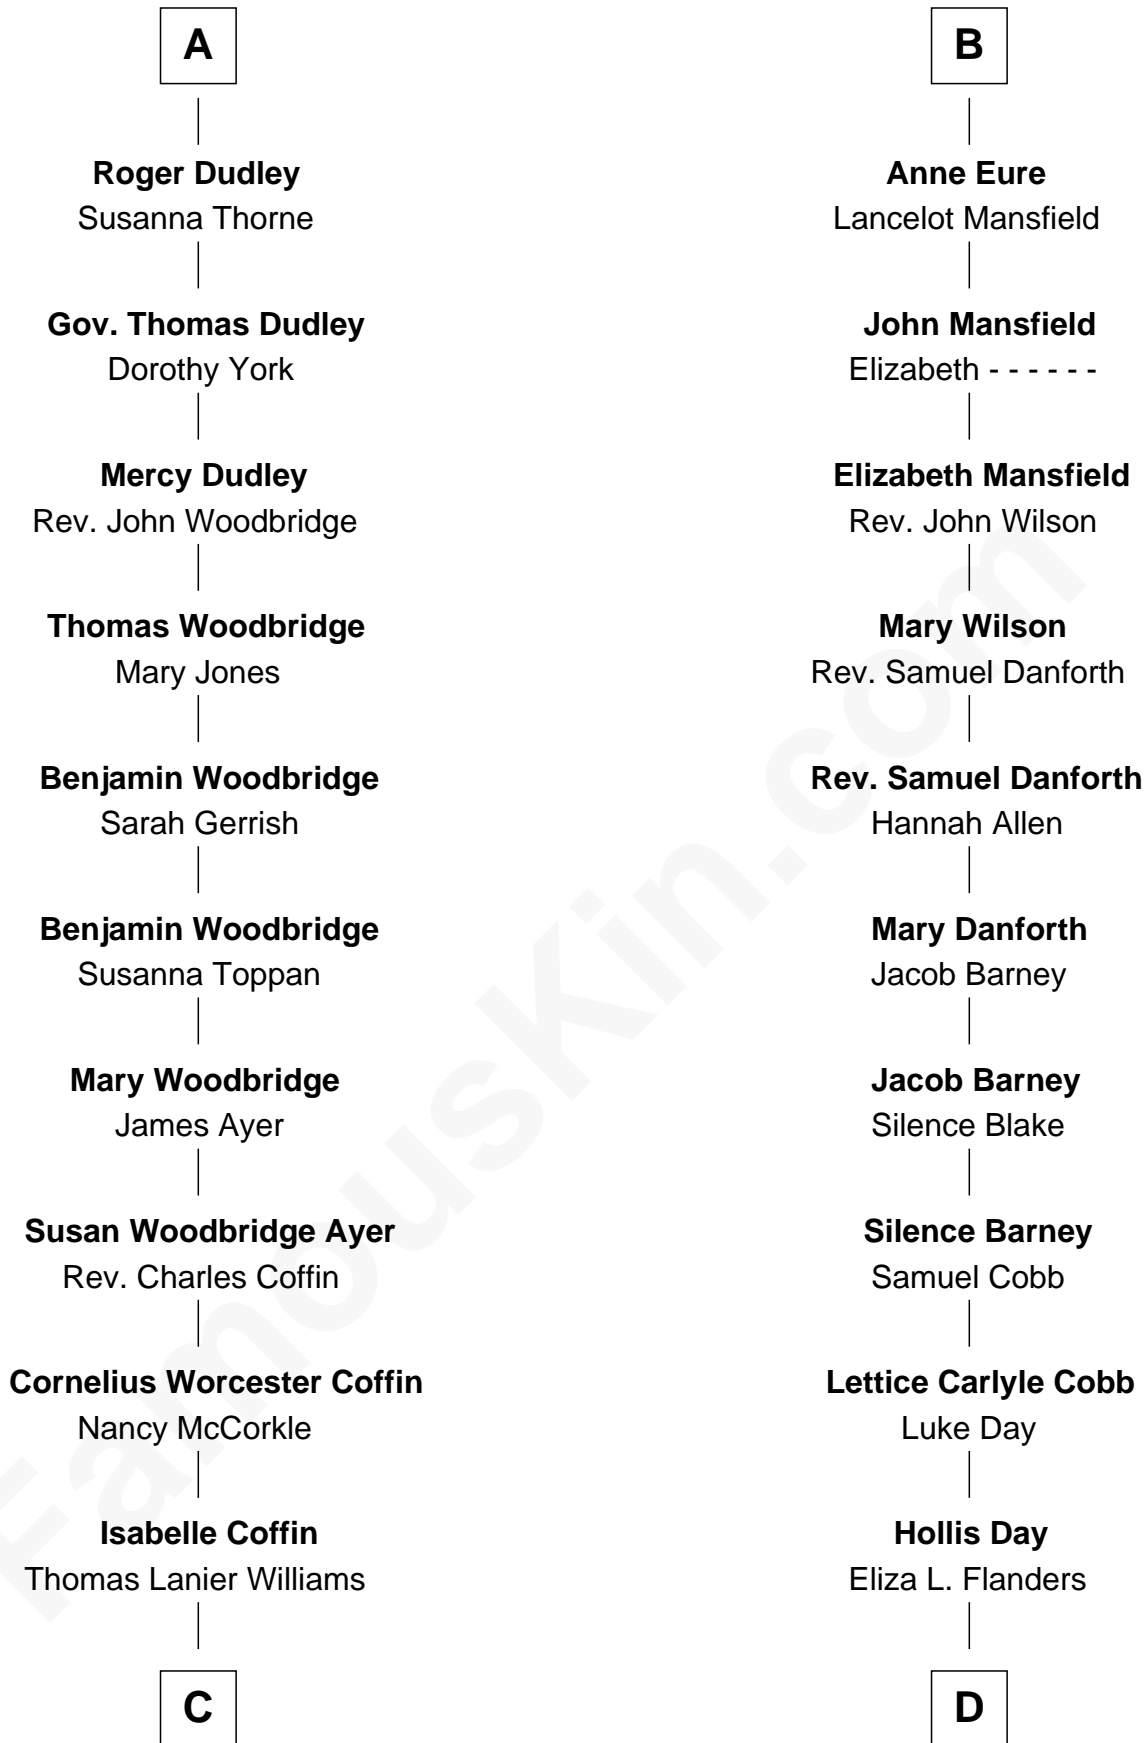 A
Roger Dudley
Susanna Thorne
Gov. Thomas Dudley
Dorothy York
Mercy Dudley
Rev. John Woodbridge
Thomas Woodbridge
Mary Jones
Benjamin Woodbridge
Sarah Gerrish
Benjamin Woodbridge
Susanna Toppan
Mary Woodbridge
James Ayer
Susan Woodbridge Ayer
Rev. Charles Coffin
Cornelius Worcester Coffin
Nancy McCorkle
Isabelle Coffin
Thomas Lanier Williams
C
B
Anne Eure
Lancelot Mansfield
John Mansfield
Elizabeth - - - - - -
Elizabeth Mansfield
Rev. John Wilson
Mary Wilson
Rev. Samuel Danforth
Rev. Samuel Danforth
Hannah Allen
Mary Danforth
Jacob Barney
Jacob Barney
Silence Blake
Silence Barney
Samuel Cobb
Lettice Carlyle Cobb
Luke Day
Hollis Day
Eliza L. Flanders
D
FamousKin.com